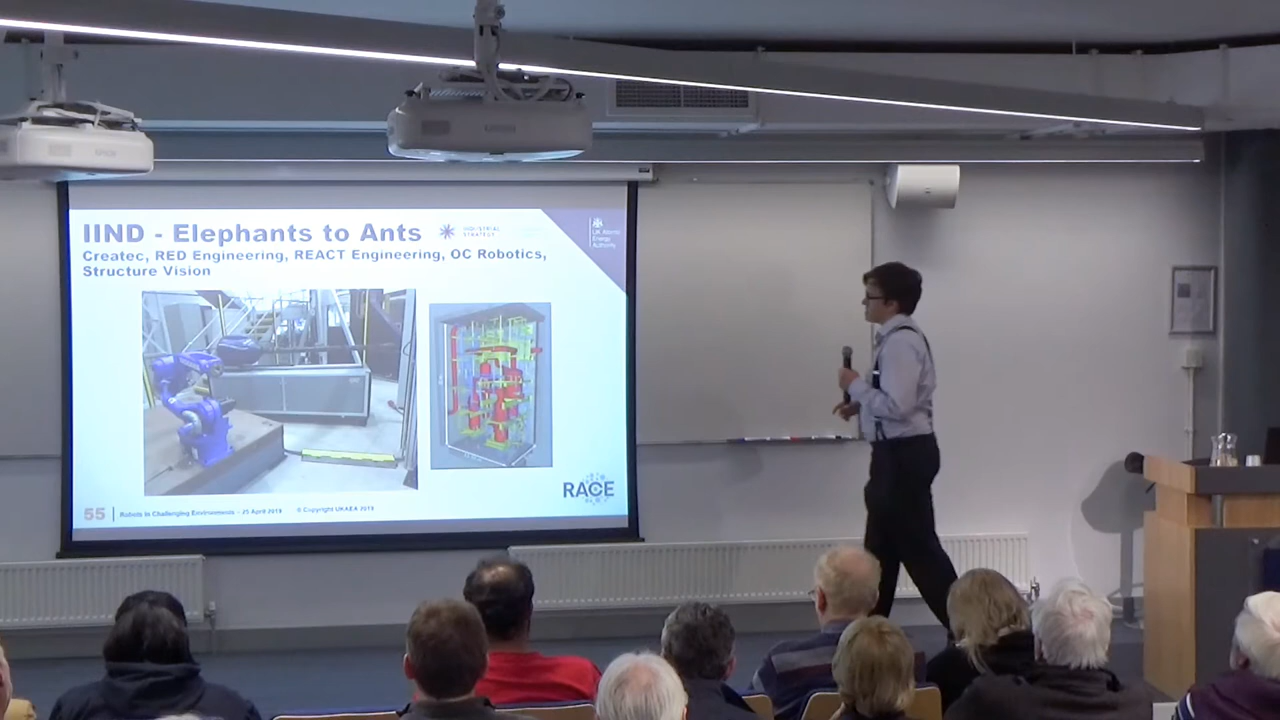 IIND - Elephants to Ants
INDUSTRIAL
STRATEGY
UK Atomic
Energy
Authority
Createc, RED Engineering, REACT Engineering, OC Robotics,
Structure Vision
RACE
55
Robots in Challenging Environments – 25 April 2019
© Copyright UKAEA 2019